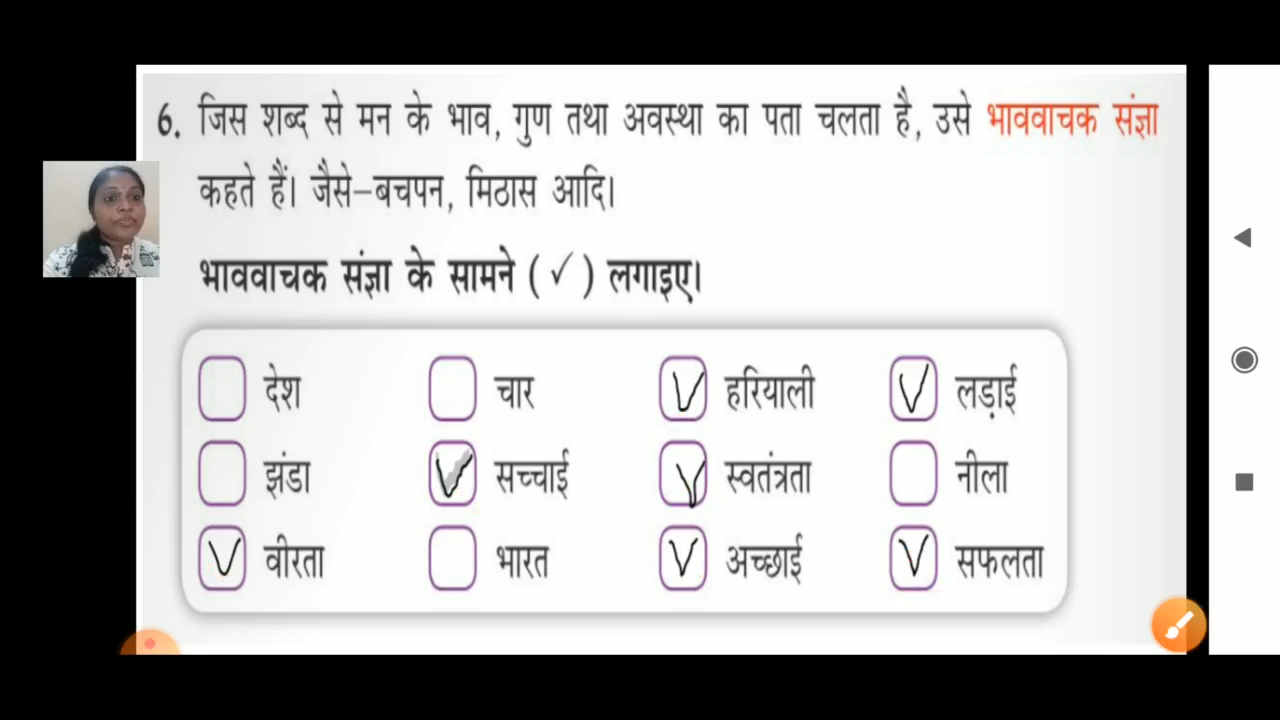 6. जिस शब्द से मन के भाव, गुण तथा अवस्था का पता चलता है, उसे भाववाचक संज्ञा
कहते हैं। जैसे–बचपन, मिठास आदि।
भाववाचक संज्ञा के सामने (✓) लगाइए।
देश चार ✓ हरियाली ✓ लड़ाई
झंडा ✓ सच्चाई ✓ स्वतंत्रता नीला
✓ वीरता भारत ✓ अच्छाई ✓ सफलता